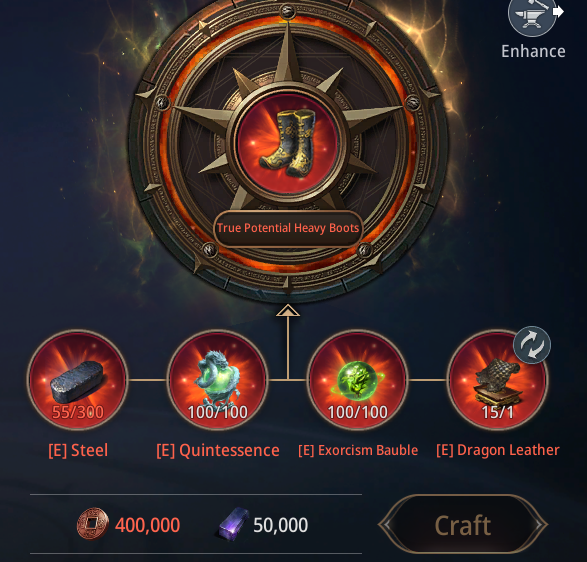 Enhance
True Potential Heavy Boots
55/300
100/100
100/100
15/1
[E] Steel
[E] Quintessence
[E] Exorcism Bauble
[E] Dragon Leather
400,000
50,000
Craft